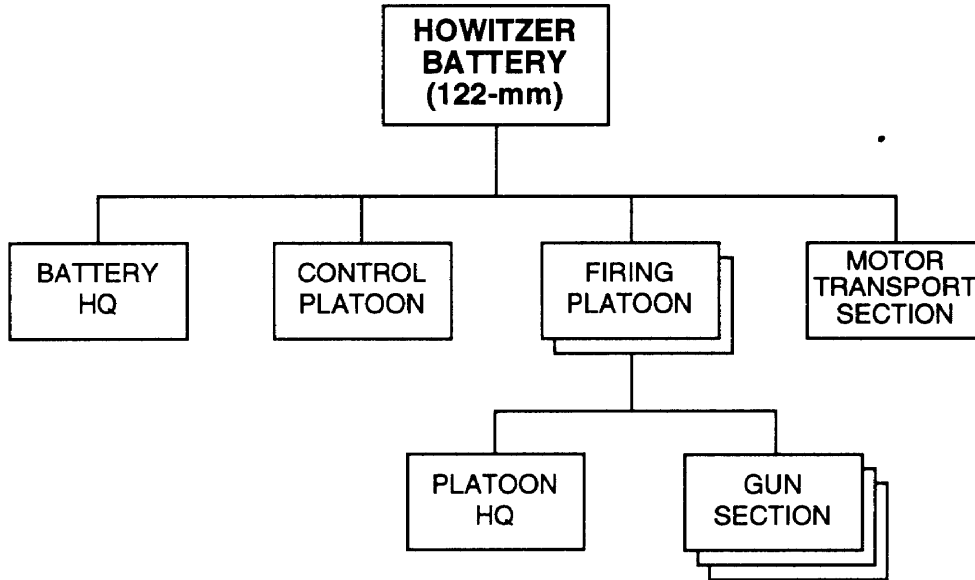 HOWITZER
BATTERY
(122-mm)
BATTERY
HQ
CONTROL
PLATOON
FIRING
PLATOON
MOTOR
TRANSPORT
SECTION
PLATOON
HQ
GUN
SECTION